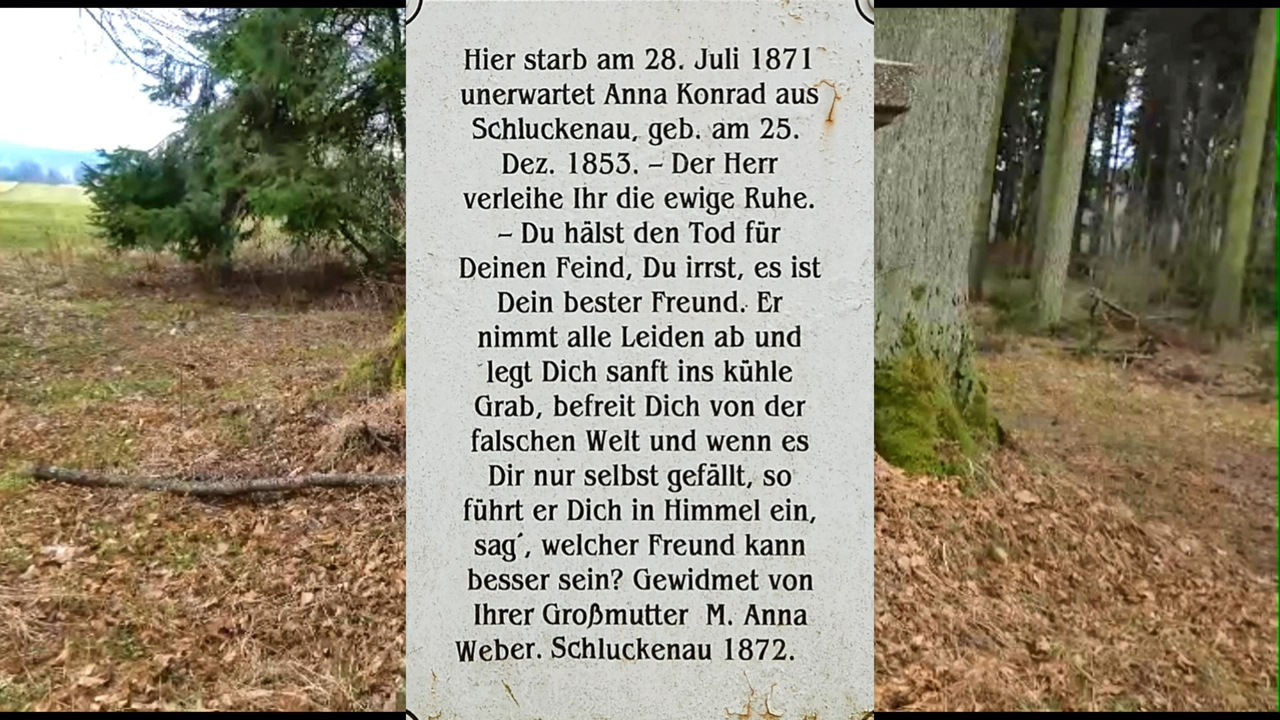 Hier starb am 28. Juli 1871
unerwartet Anna Konrad aus
Schluckenau, geb. am 25.
Dez. 1853. – Der Herr
verleihe Ihr die ewige Ruhe.
– Du hälst den Tod für
Deinen Feind, Du irrst, es ist
Dein bester Freund. Er
nimmt alle Leiden ab und
legt Dich sanft ins kühle
Grab, befreit Dich von der
falschen Welt und wenn es
Dir nur selbst gefällt, so
führt er Dich in Himmel ein,
sag´, welcher Freund kann
besser sein? Gewidmet von
Ihrer Großmutter M. Anna
Weber. Schluckenau 1872.